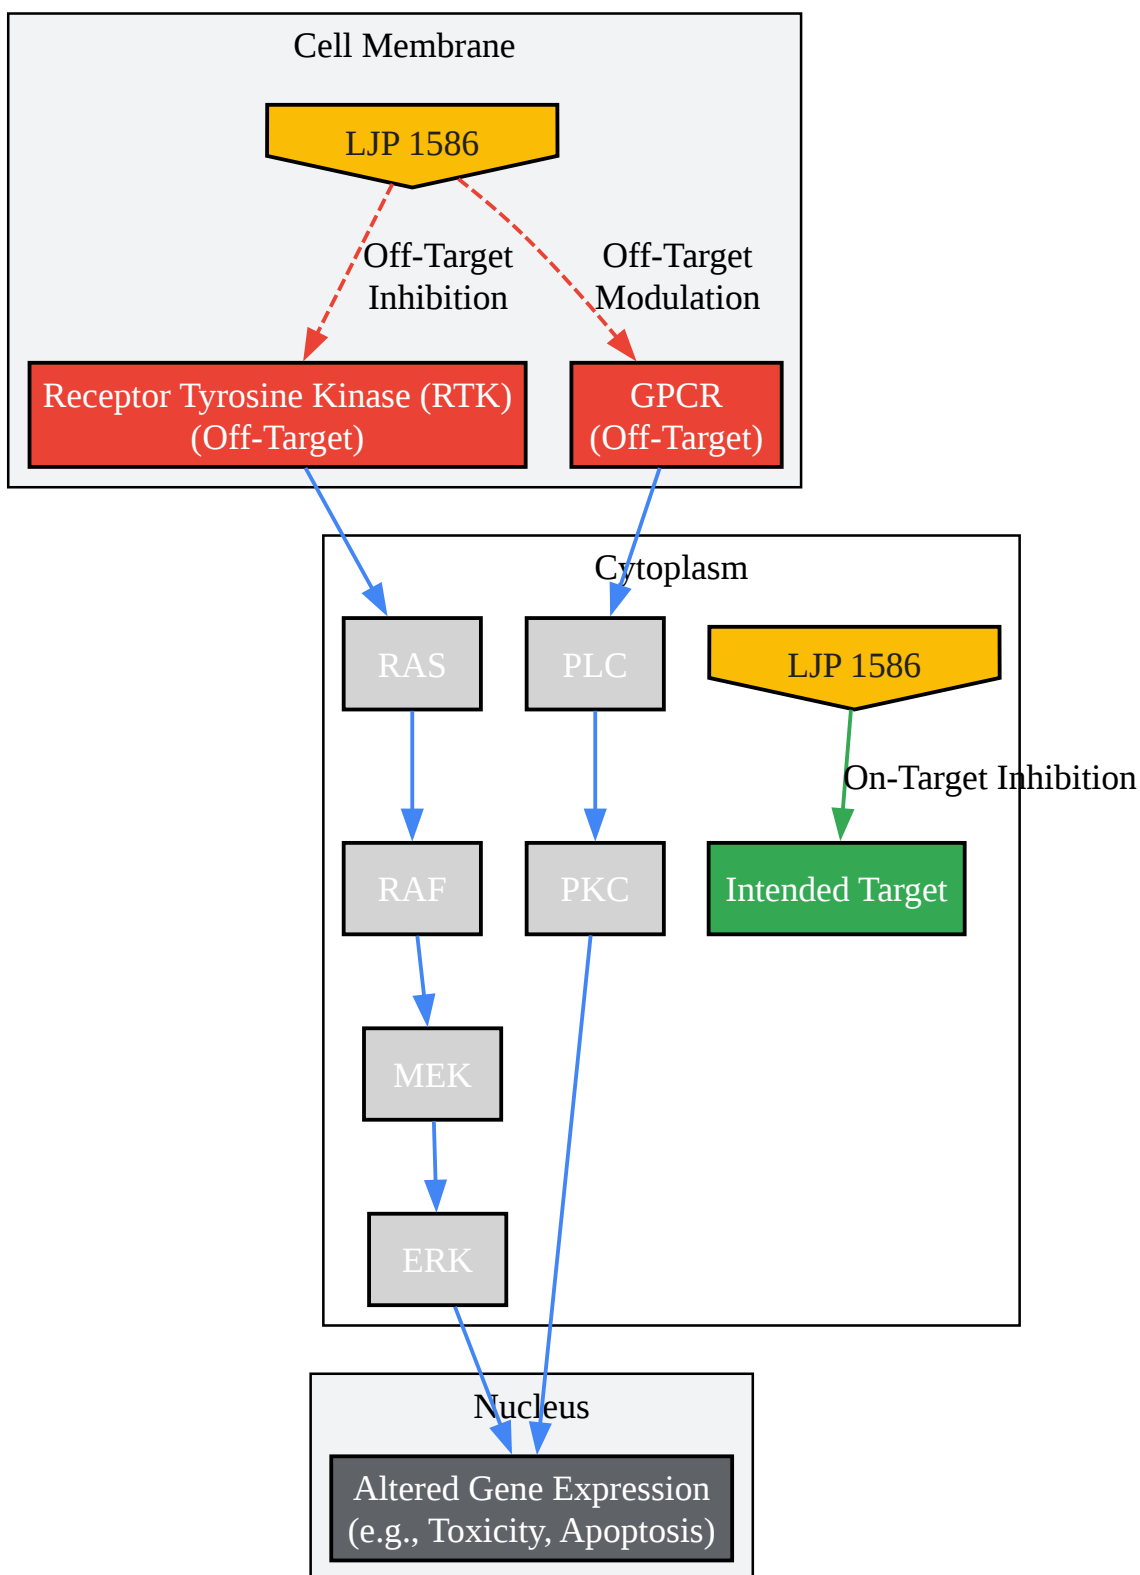 Cell Membrane
LJP 1586
Off-Target
Inhibition
Off-Target
Modulation
Receptor Tyrosine Kinase (RTK)
(Off-Target)
GPCR
(Off-Target)
Cytoplasm
RAS
PLC
LJP 1586
On-Target Inhibition
RAF
PKC
Intended Target
MEK
ERK
Nucleus
Altered Gene Expression
(e.g., Toxicity, Apoptosis)